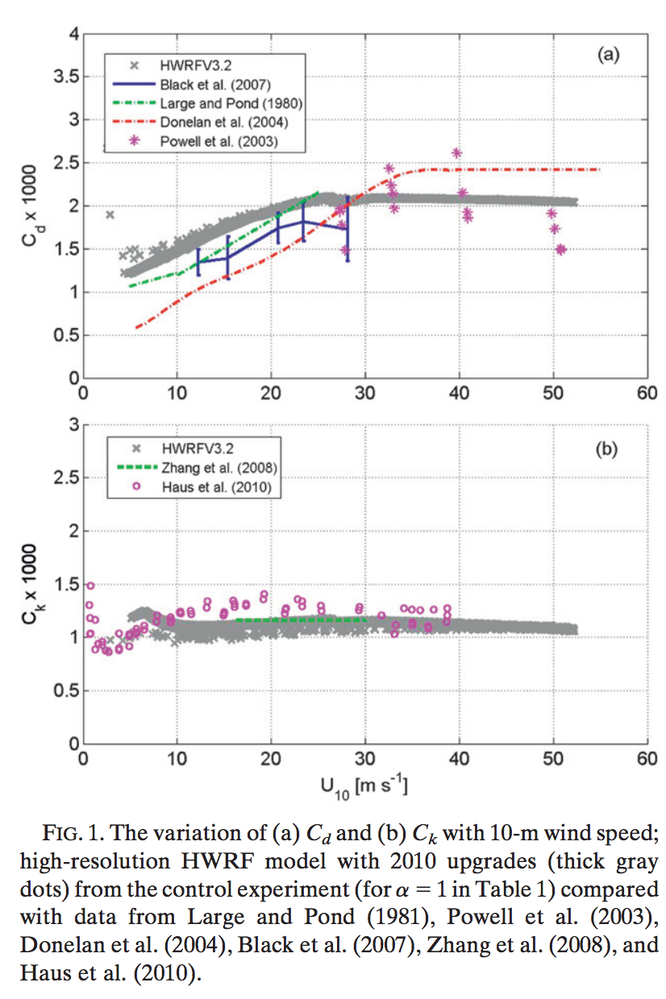 (a)
4
3.5
3
2.5
2
1.5
1
0.5
0
C_d x 1000
HWRFV3.2
Black et al. (2007)
Large and Pond (1980)
Donelan et al. (2004)
Powell et al. (2003)
0 10 20 30 40 50 60
(b)
3
2.5
2
1.5
1
0.5
0
C_k x 1000
HWRFV3.2
Zhang et al. (2008)
Haus et al. (2010)
0 10 20 30 40 50 60
U_10 [m s^-1]
FIG. 1. The variation of (a) C_d and (b) C_k with 10-m wind speed;
high-resolution HWRF model with 2010 upgrades (thick gray
dots) from the control experiment (for α = 1 in Table 1) compared
with data from Large and Pond (1981), Powell et al. (2003),
Donelan et al. (2004), Black et al. (2007), Zhang et al. (2008), and
Haus et al. (2010).